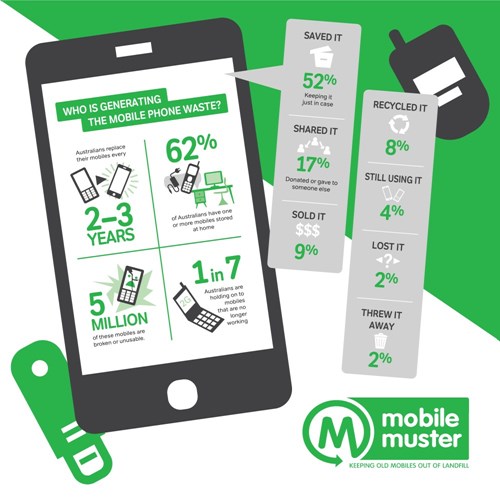 WHO IS GENERATING
THE MOBILE PHONE WASTE?
Australians replace
their mobiles every
2–3
YEARS
62%
of Australians have one
or more mobiles stored
at home
5
MILLION
of these mobiles are
broken or unusable.
1 in 7
Australians are
holding on to
mobiles
that are no
longer
working
2G
SAVED IT
52%
Keeping it
just in case
SHARED IT
17%
Donated or gave to
someone else
SOLD IT
$$$
9%
RECYCLED IT
8%
STILL USING IT
4%
LOST IT
?
2%
THREW IT
AWAY
2%
M
mobile
muster
KEEPING OLD MOBILES OUT OF LANDFILL